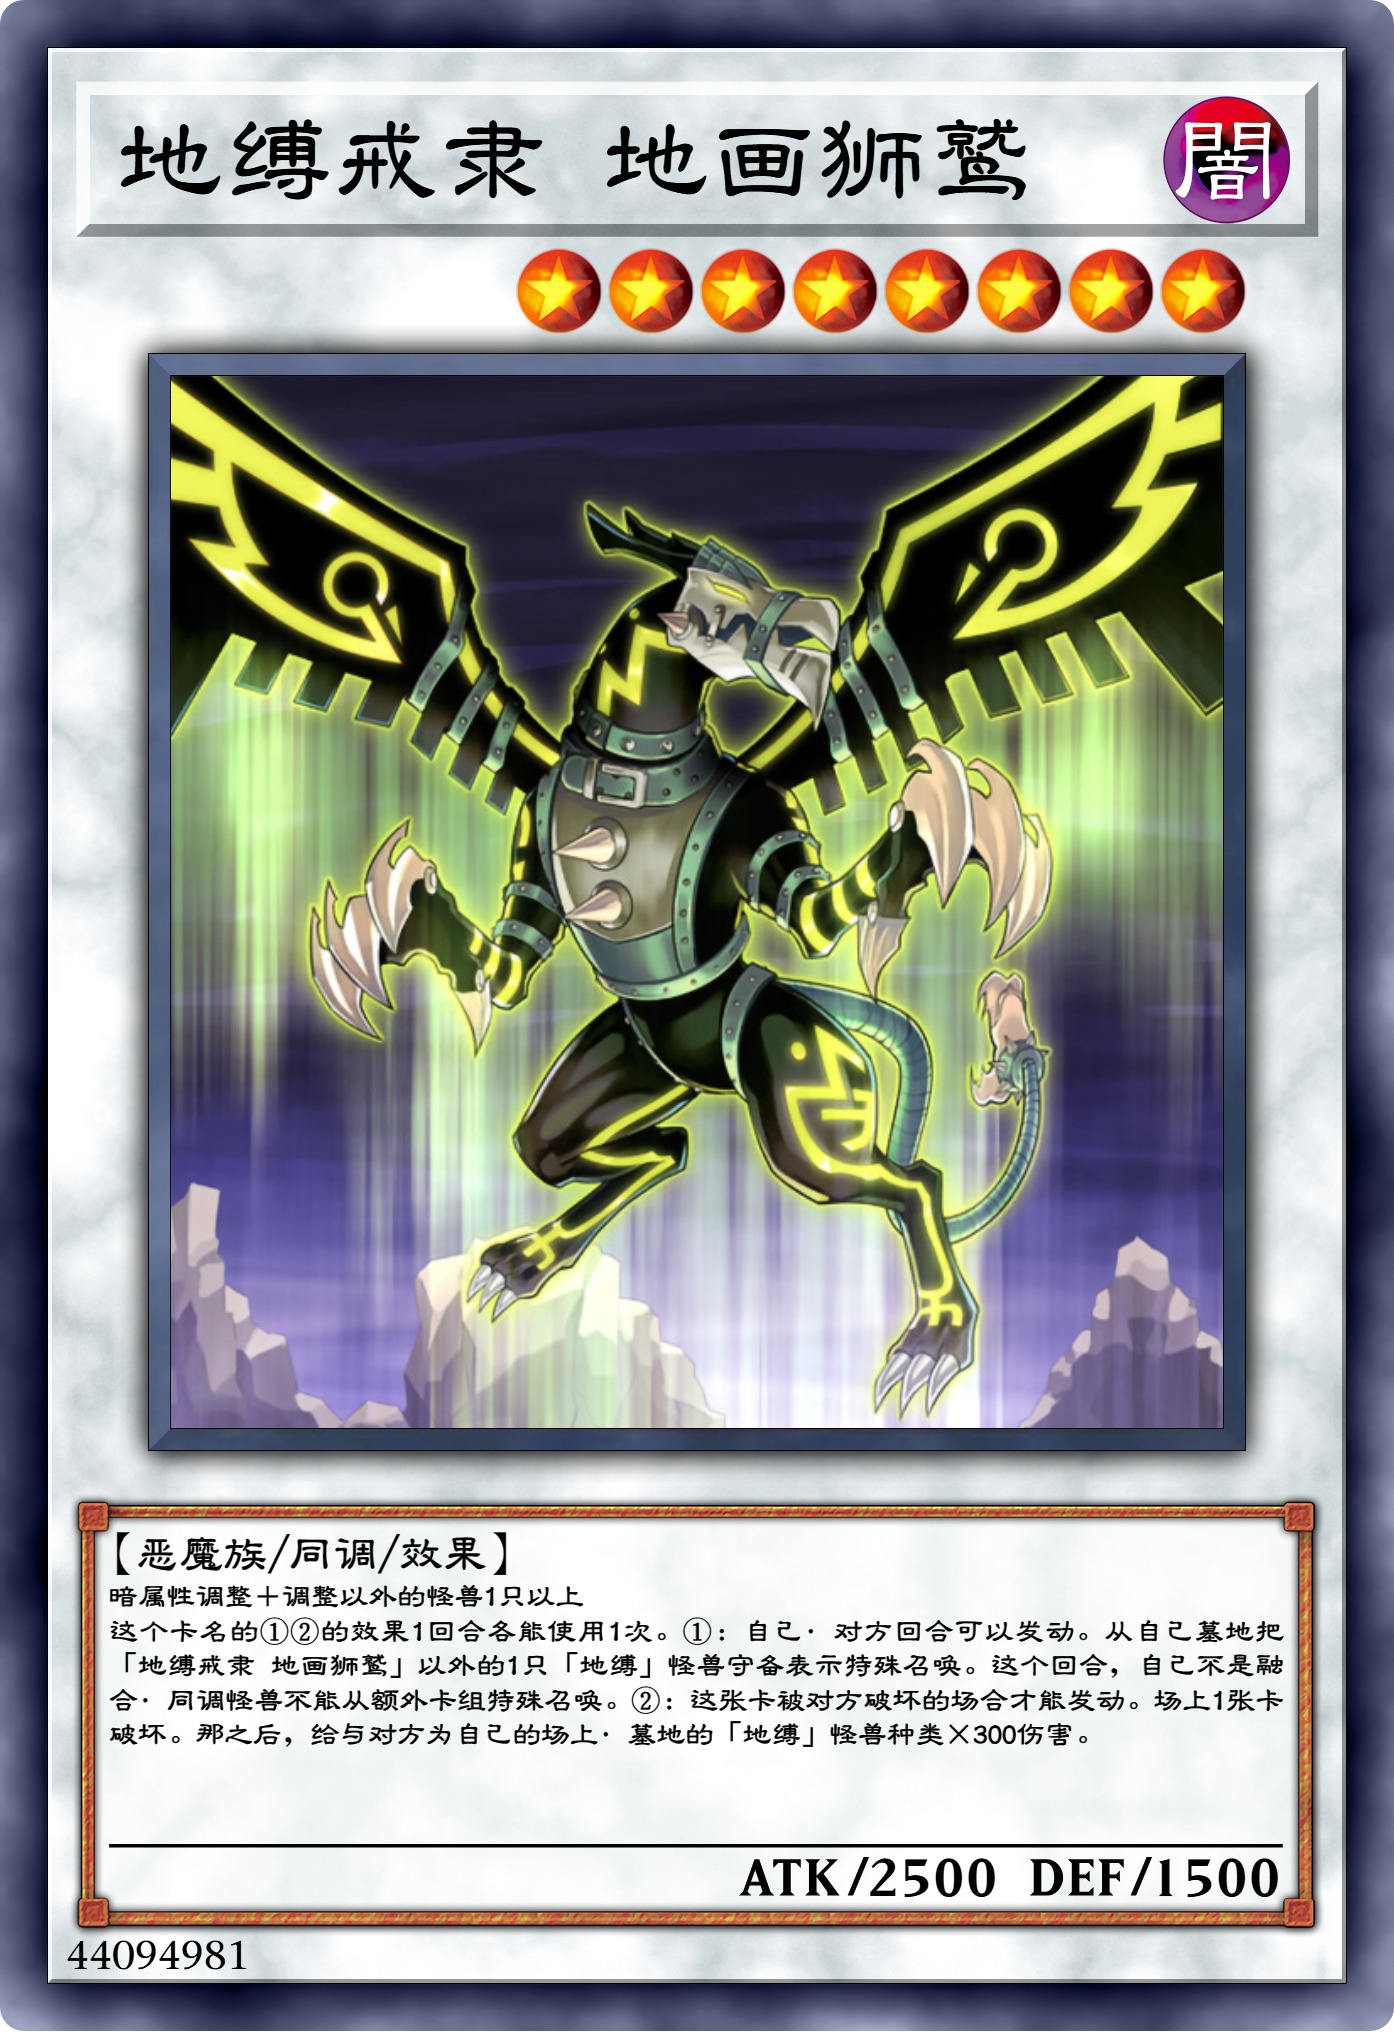 地缚戒隶 地画狮鹫
闇
【恶魔族/同调/效果】
暗属性调整＋调整以外的怪兽1只以上
这个卡名的①②的效果1回合各能使用1次。①：自己·对方回合可以发动。从自己墓地把
「地缚戒隶 地画狮鹫」以外的1只「地缚」怪兽守备表示特殊召唤。这个回合，自己不是融
合·同调怪兽不能从额外卡组特殊召唤。②：这张卡被对方破坏的场合才能发动。场上1张卡
破坏。那之后，给与对方为自己的场上·墓地的「地缚」怪兽种类×300伤害。
ATK/2500 DEF/1500
44094981